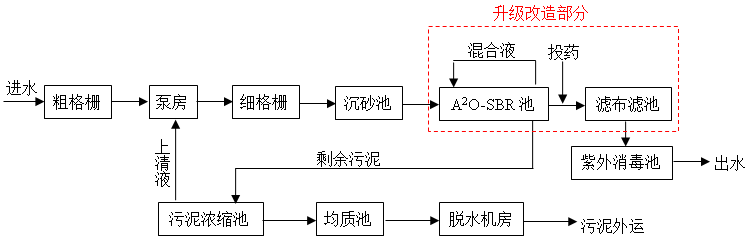 升级改造部分
混合液
投药
进水
粗格栅
泵房
细格栅
沉砂池
A²O-SBR 池
滤布滤池
上清液
剩余污泥
紫外消毒池
出水
污泥浓缩池
均质池
脱水机房
污泥外运